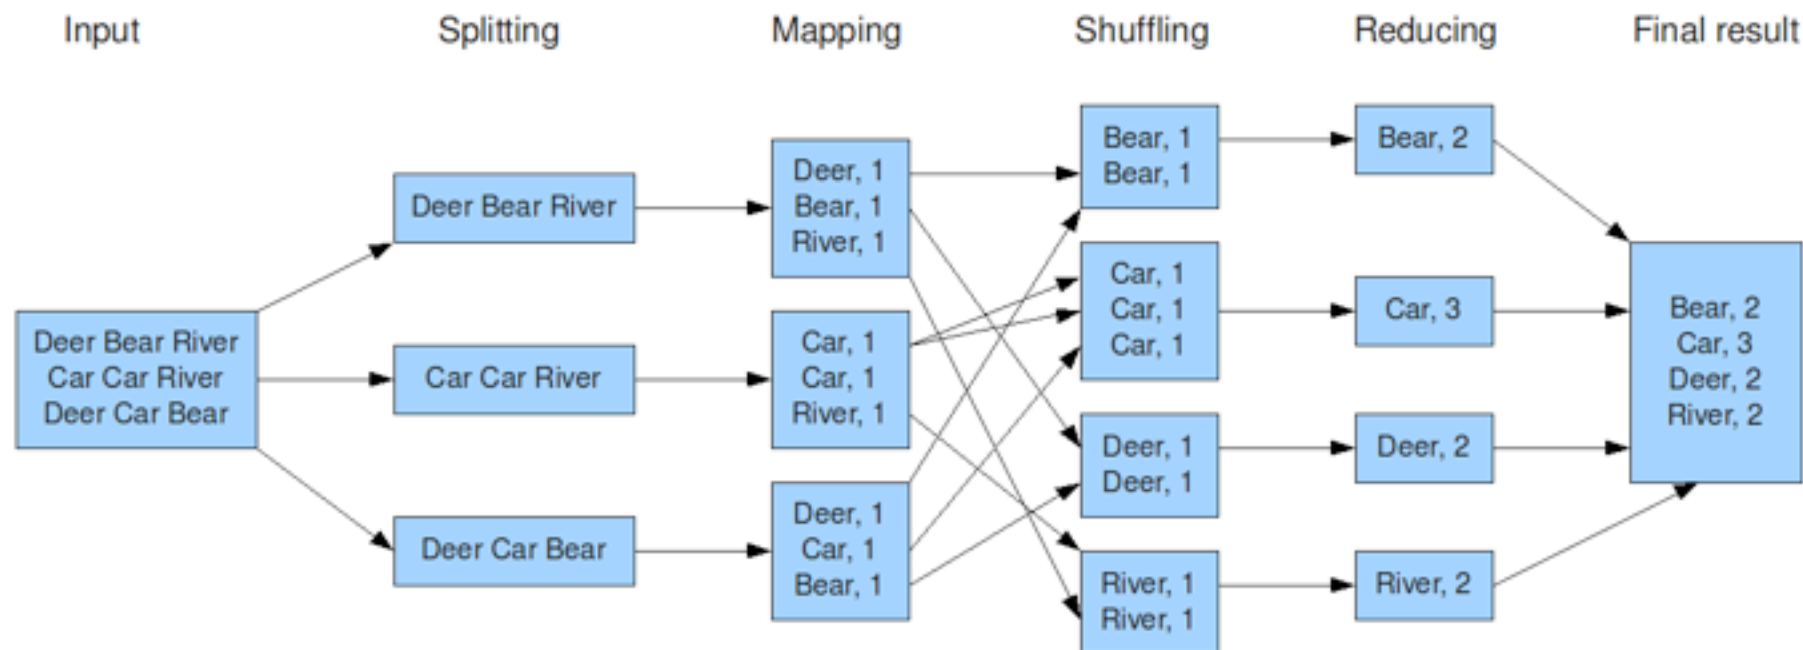 Input
Splitting
Mapping
Shuffling
Reducing
Final result
Deer Bear River
Car Car River
Deer Car Bear
Deer Bear River
Car Car River
Deer Car Bear
Deer, 1
Bear, 1
River, 1
Car, 1
Car, 1
River, 1
Deer, 1
Car, 1
Bear, 1
Bear, 1
Bear, 1
Car, 1
Car, 1
Car, 1
Deer, 1
Deer, 1
River, 1
River, 1
Bear, 2
Car, 3
Deer, 2
River, 2
Bear, 2
Car, 3
Deer, 2
River, 2